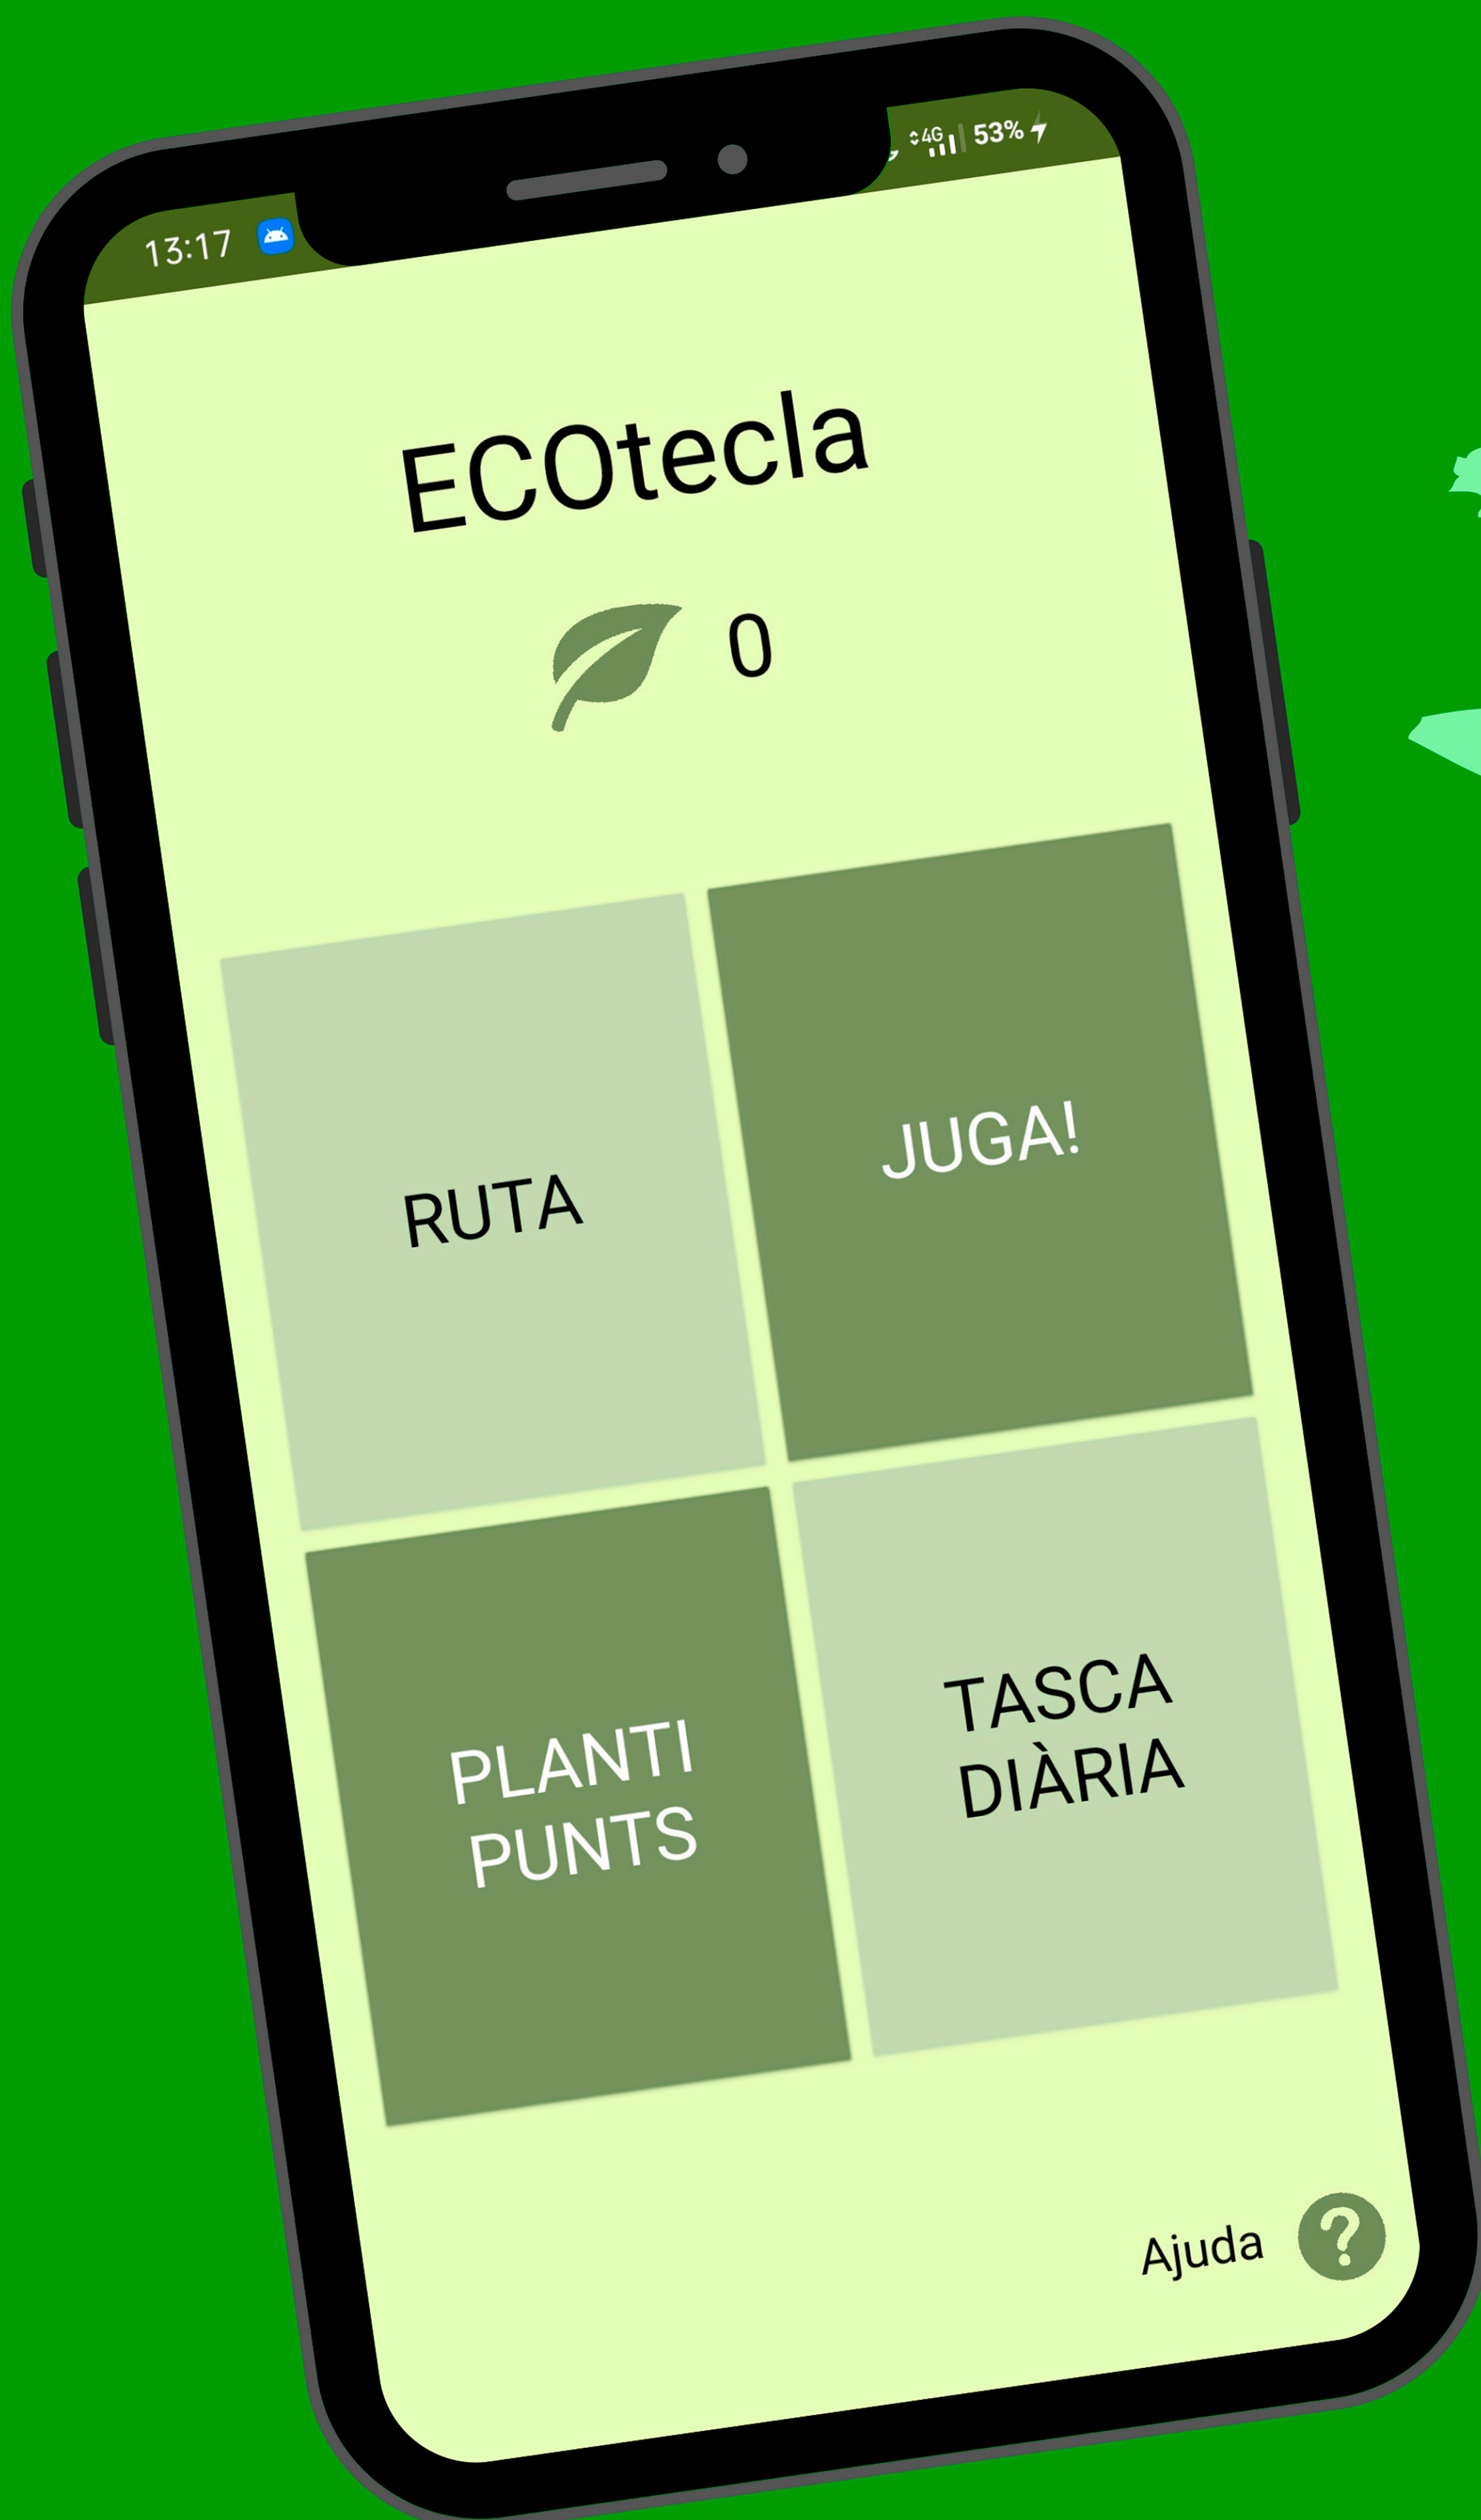 13:17
4G 53%
ECOtecla
0
RUTA
JUGA!
PLANTI
PUNTS
TASCA
DIÀRIA
Ajuda
?